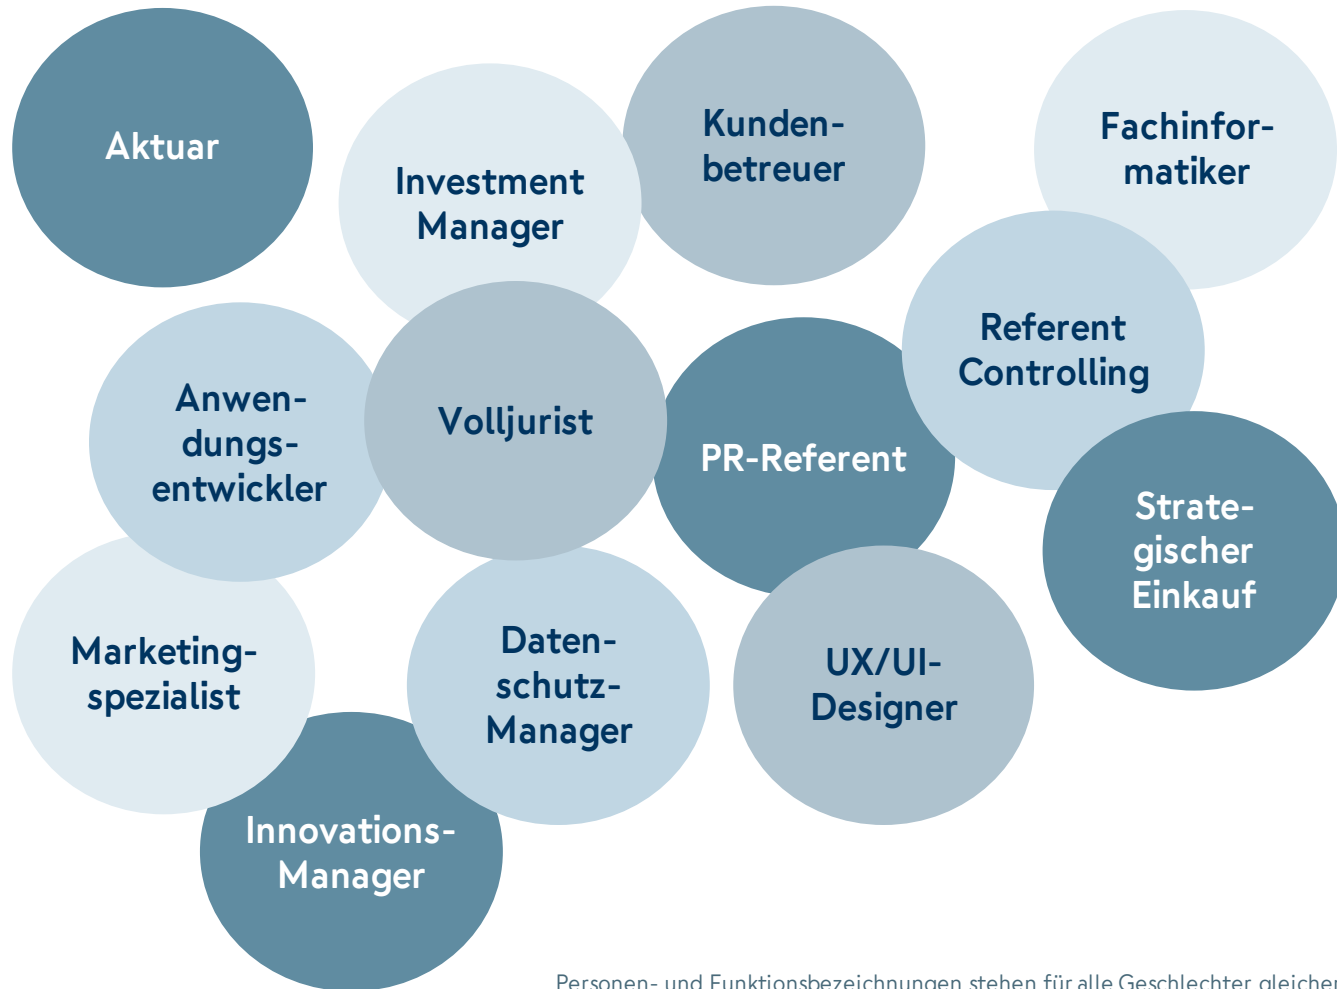 Aktuar
Investment
Manager
Kunden-
betreuer
Fachinfor-
matiker
Referent
Controlling
Anwen-
dungs-
entwickler
Volljurist
PR-Referent
Strate-
gischer
Einkauf
Marketing-
spezialist
Daten-
schutz-
Manager
UX/UI-
Designer
Innovations-
Manager
Personen- und Funktionsbezeichnungen stehen für alle Geschlechter